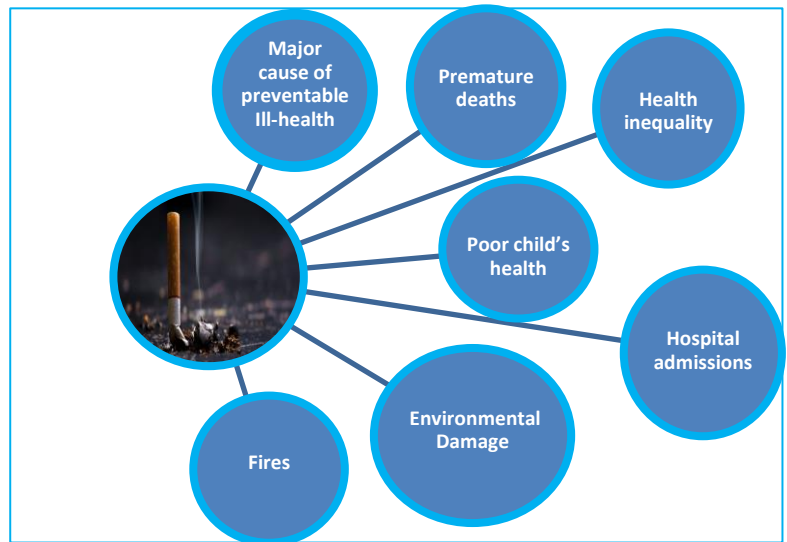 Major
cause of
preventable
Ill-health
Premature
deaths
Health
inequality
Poor child’s
health
Hospital
admissions
Environmental
Damage
Fires